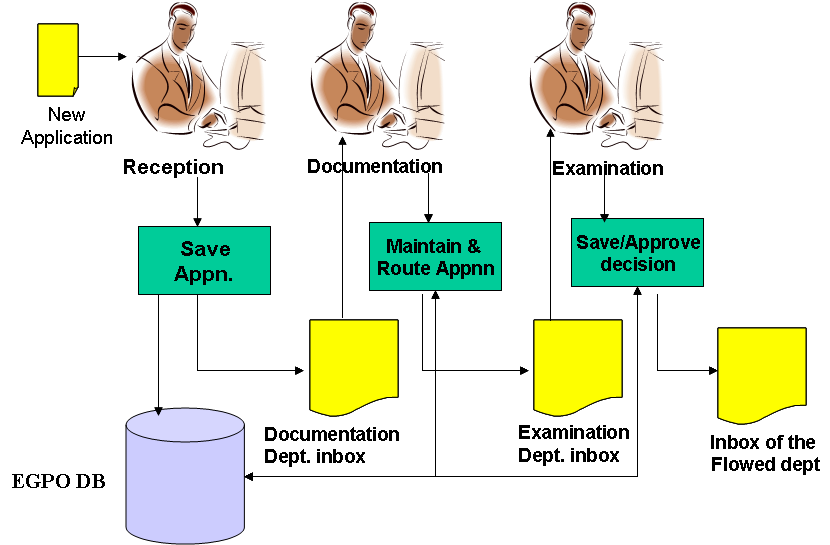 New
Application
Reception
Documentation
Examination
Save
Appn.
Maintain &
Route Appnn
Save/Approve
decision
Documentation
Dept. inbox
Examination
Dept. inbox
Inbox of the
Flowed dept
EGPO DB